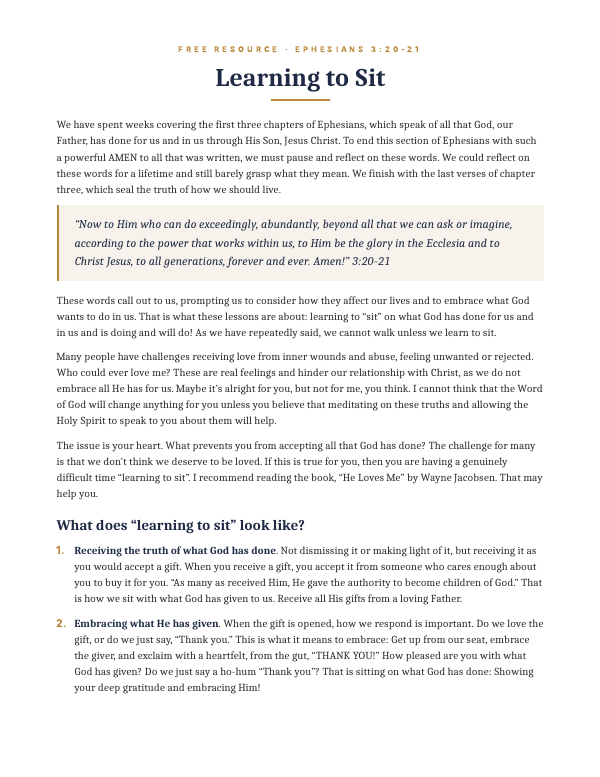 FREE RESOURCE · EPHESIANS 3:20-21
Learning to Sit
We have spent weeks covering the first three chapters of Ephesians, which speak of all that God, our
Father, has done for us and in us through His Son, Jesus Christ. To end this section of Ephesians with such
a powerful AMEN to all that was written, we must pause and reflect on these words. We could reflect on
these words for a lifetime and still barely grasp what they mean. We finish with the last verses of chapter
three, which seal the truth of how we should live.
“Now to Him who can do exceedingly, abundantly, beyond all that we can ask or imagine,
according to the power that works within us, to Him be the glory in the Ecclesia and to
Christ Jesus, to all generations, forever and ever. Amen!” 3:20-21
These words call out to us, prompting us to consider how they affect our lives and to embrace what God
wants to do in us. That is what these lessons are about: learning to “sit” on what God has done for us and
in us and is doing and will do! As we have repeatedly said, we cannot walk unless we learn to sit.
Many people have challenges receiving love from inner wounds and abuse, feeling unwanted or rejected.
Who could ever love me? These are real feelings and hinder our relationship with Christ, as we do not
embrace all He has for us. Maybe it’s alright for you, but not for me, you think. I cannot think that the Word
of God will change anything for you unless you believe that meditating on these truths and allowing the
Holy Spirit to speak to you about them will help.
The issue is your heart. What prevents you from accepting all that God has done? The challenge for many
is that we don’t think we deserve to be loved. If this is true for you, then you are having a genuinely
difficult time “learning to sit”. I recommend reading the book, “He Loves Me” by Wayne Jacobsen. That may
help you.
What does “learning to sit” look like?
1. Receiving the truth of what God has done. Not dismissing it or making light of it, but receiving it as
you would accept a gift. When you receive a gift, you accept it from someone who cares enough about
you to buy it for you. “As many as received Him, He gave the authority to become children of God.” That
is how we sit with what God has given to us. Receive all His gifts from a loving Father.
2. Embracing what He has given. When the gift is opened, how we respond is important. Do we love the
gift, or do we just say, “Thank you.” This is what it means to embrace: Get up from our seat, embrace
the giver, and exclaim with a heartfelt, from the gut, “THANK YOU!” How pleased are you with what
God has given? Do we just say a ho-hum “Thank you”? That is sitting on what God has done: Showing
your deep gratitude and embracing Him!